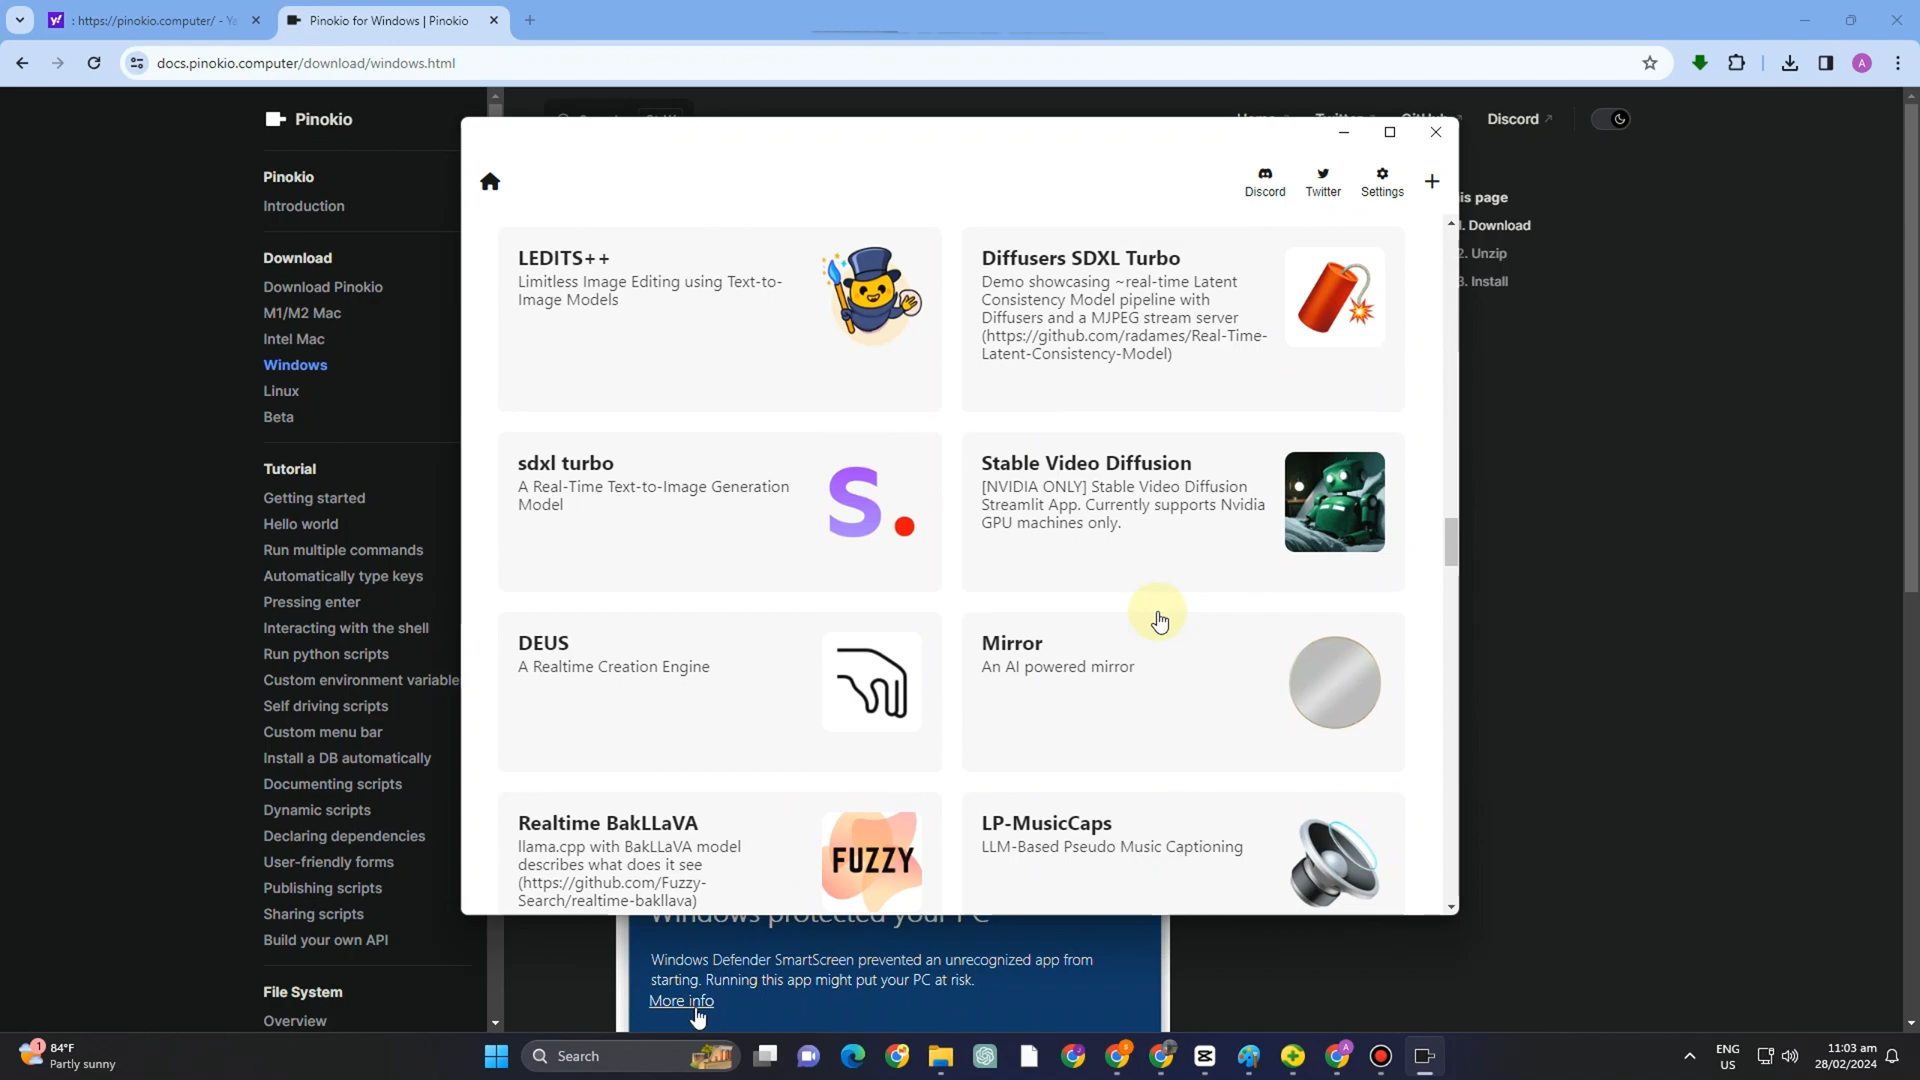 : https://pinokio.computer/ - Ya
Pinokio for Windows | Pinokio
docs.pinokio.computer/download/windows.html
A
Pinokio
Discord
Pinokio
Introduction
Download
Download Pinokio
M1/M2 Mac
Intel Mac
Windows
Linux
Beta
Tutorial
Getting started
Hello world
Run multiple commands
Automatically type keys
Pressing enter
Interacting with the shell
Run python scripts
Custom environment variable
Self driving scripts
Custom menu bar
Install a DB automatically
Documenting scripts
Dynamic scripts
Declaring dependencies
User-friendly forms
Publishing scripts
Sharing scripts
Build your own API
File System
Overview
Discord
Twitter
Settings
LEDITS++
Limitless Image Editing using Text-to-
Image Models
Diffusers SDXL Turbo
Demo showcasing ~real-time Latent
Consistency Model pipeline with
Diffusers and a MJPEG stream server
(https://github.com/radames/Real-Time-
Latent-Consistency-Model)
sdxl turbo
A Real-Time Text-to-Image Generation
Model
S.
Stable Video Diffusion
[NVIDIA ONLY] Stable Video Diffusion
Streamlit App. Currently supports Nvidia
GPU machines only.
DEUS
A Realtime Creation Engine
Mirror
An AI powered mirror
Realtime BakLLaVA
llama.cpp with BakLLaVA model
describes what does it see
(https://github.com/Fuzzy-
Search/realtime-bakllava)
FUZZY
LP-MusicCaps
LLM-Based Pseudo Music Captioning
is page
1. Download
2. Unzip
3. Install
Windows protected your PC
Windows Defender SmartScreen prevented an unrecognized app from
starting. Running this app might put your PC at risk.
More info
1
84°F
Partly sunny
Search
ENG
US
11:03 am
28/02/2024